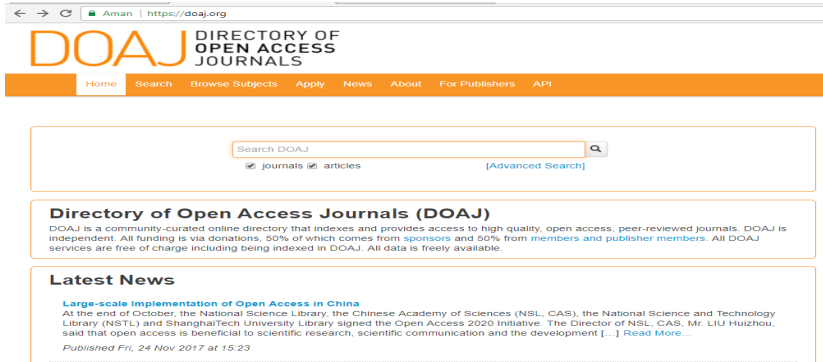 Aman | https://doaj.org
DOAJ DIRECTORY OF
OPEN ACCESS
JOURNALS
Home Search Browse Subjects Apply News About For Publishers API
Search DOAJ
journals articles [Advanced Search]
Directory of Open Access Journals (DOAJ)
DOAJ is a community-curated online directory that indexes and provides access to high quality, open access, peer-reviewed journals. DOAJ is
independent. All funding is via donations, 50% of which comes from sponsors and 50% from members and publisher members. All DOAJ
services are free of charge including being indexed in DOAJ. All data is freely available.
Latest News
Large-scale Implementation of Open Access in China
At the end of October, the National Science Library, the Chinese Academy of Sciences (NSL, CAS), the National Science and Technology
Library (NSTL) and ShanghaiTech University Library signed the Open Access 2020 Initiative. The Director of NSL, CAS, Mr. LIU Huizhou,
said that open access is beneficial to scientific research, scientific communication and the development [...] Read More...
Published Fri, 24 Nov 2017 at 15:23